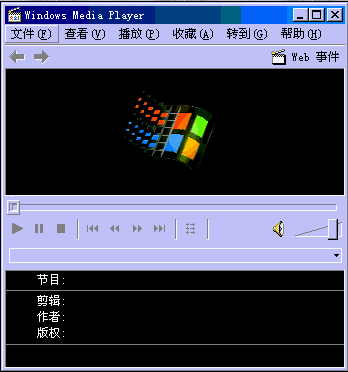 Windows Media Player
文件(F) 查看(V) 播放(P) 收藏(A) 转到(G) 帮助(H)
Web 事件
节目:
剪辑:
作者:
版权: